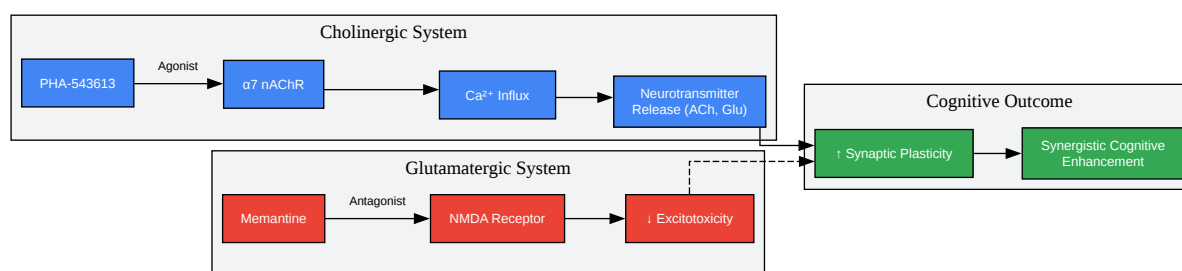 Cholinergic System
PHA-543613
Agonist
α7 nAChR
Ca²⁺ Influx
Neurotransmitter
Release (ACh, Glu)
Glutamatergic System
Memantine
Antagonist
NMDA Receptor
↓ Excitotoxicity
Cognitive Outcome
↑ Synaptic Plasticity
Synergistic Cognitive
Enhancement